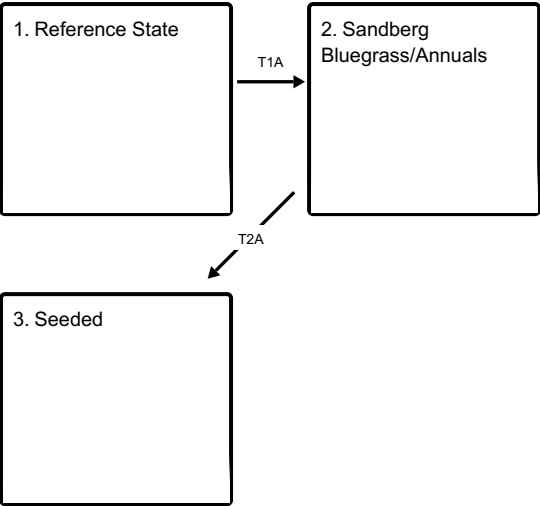 1. Reference State
T1A
2. Sandberg
Bluegrass/Annuals
T2A
3. Seeded